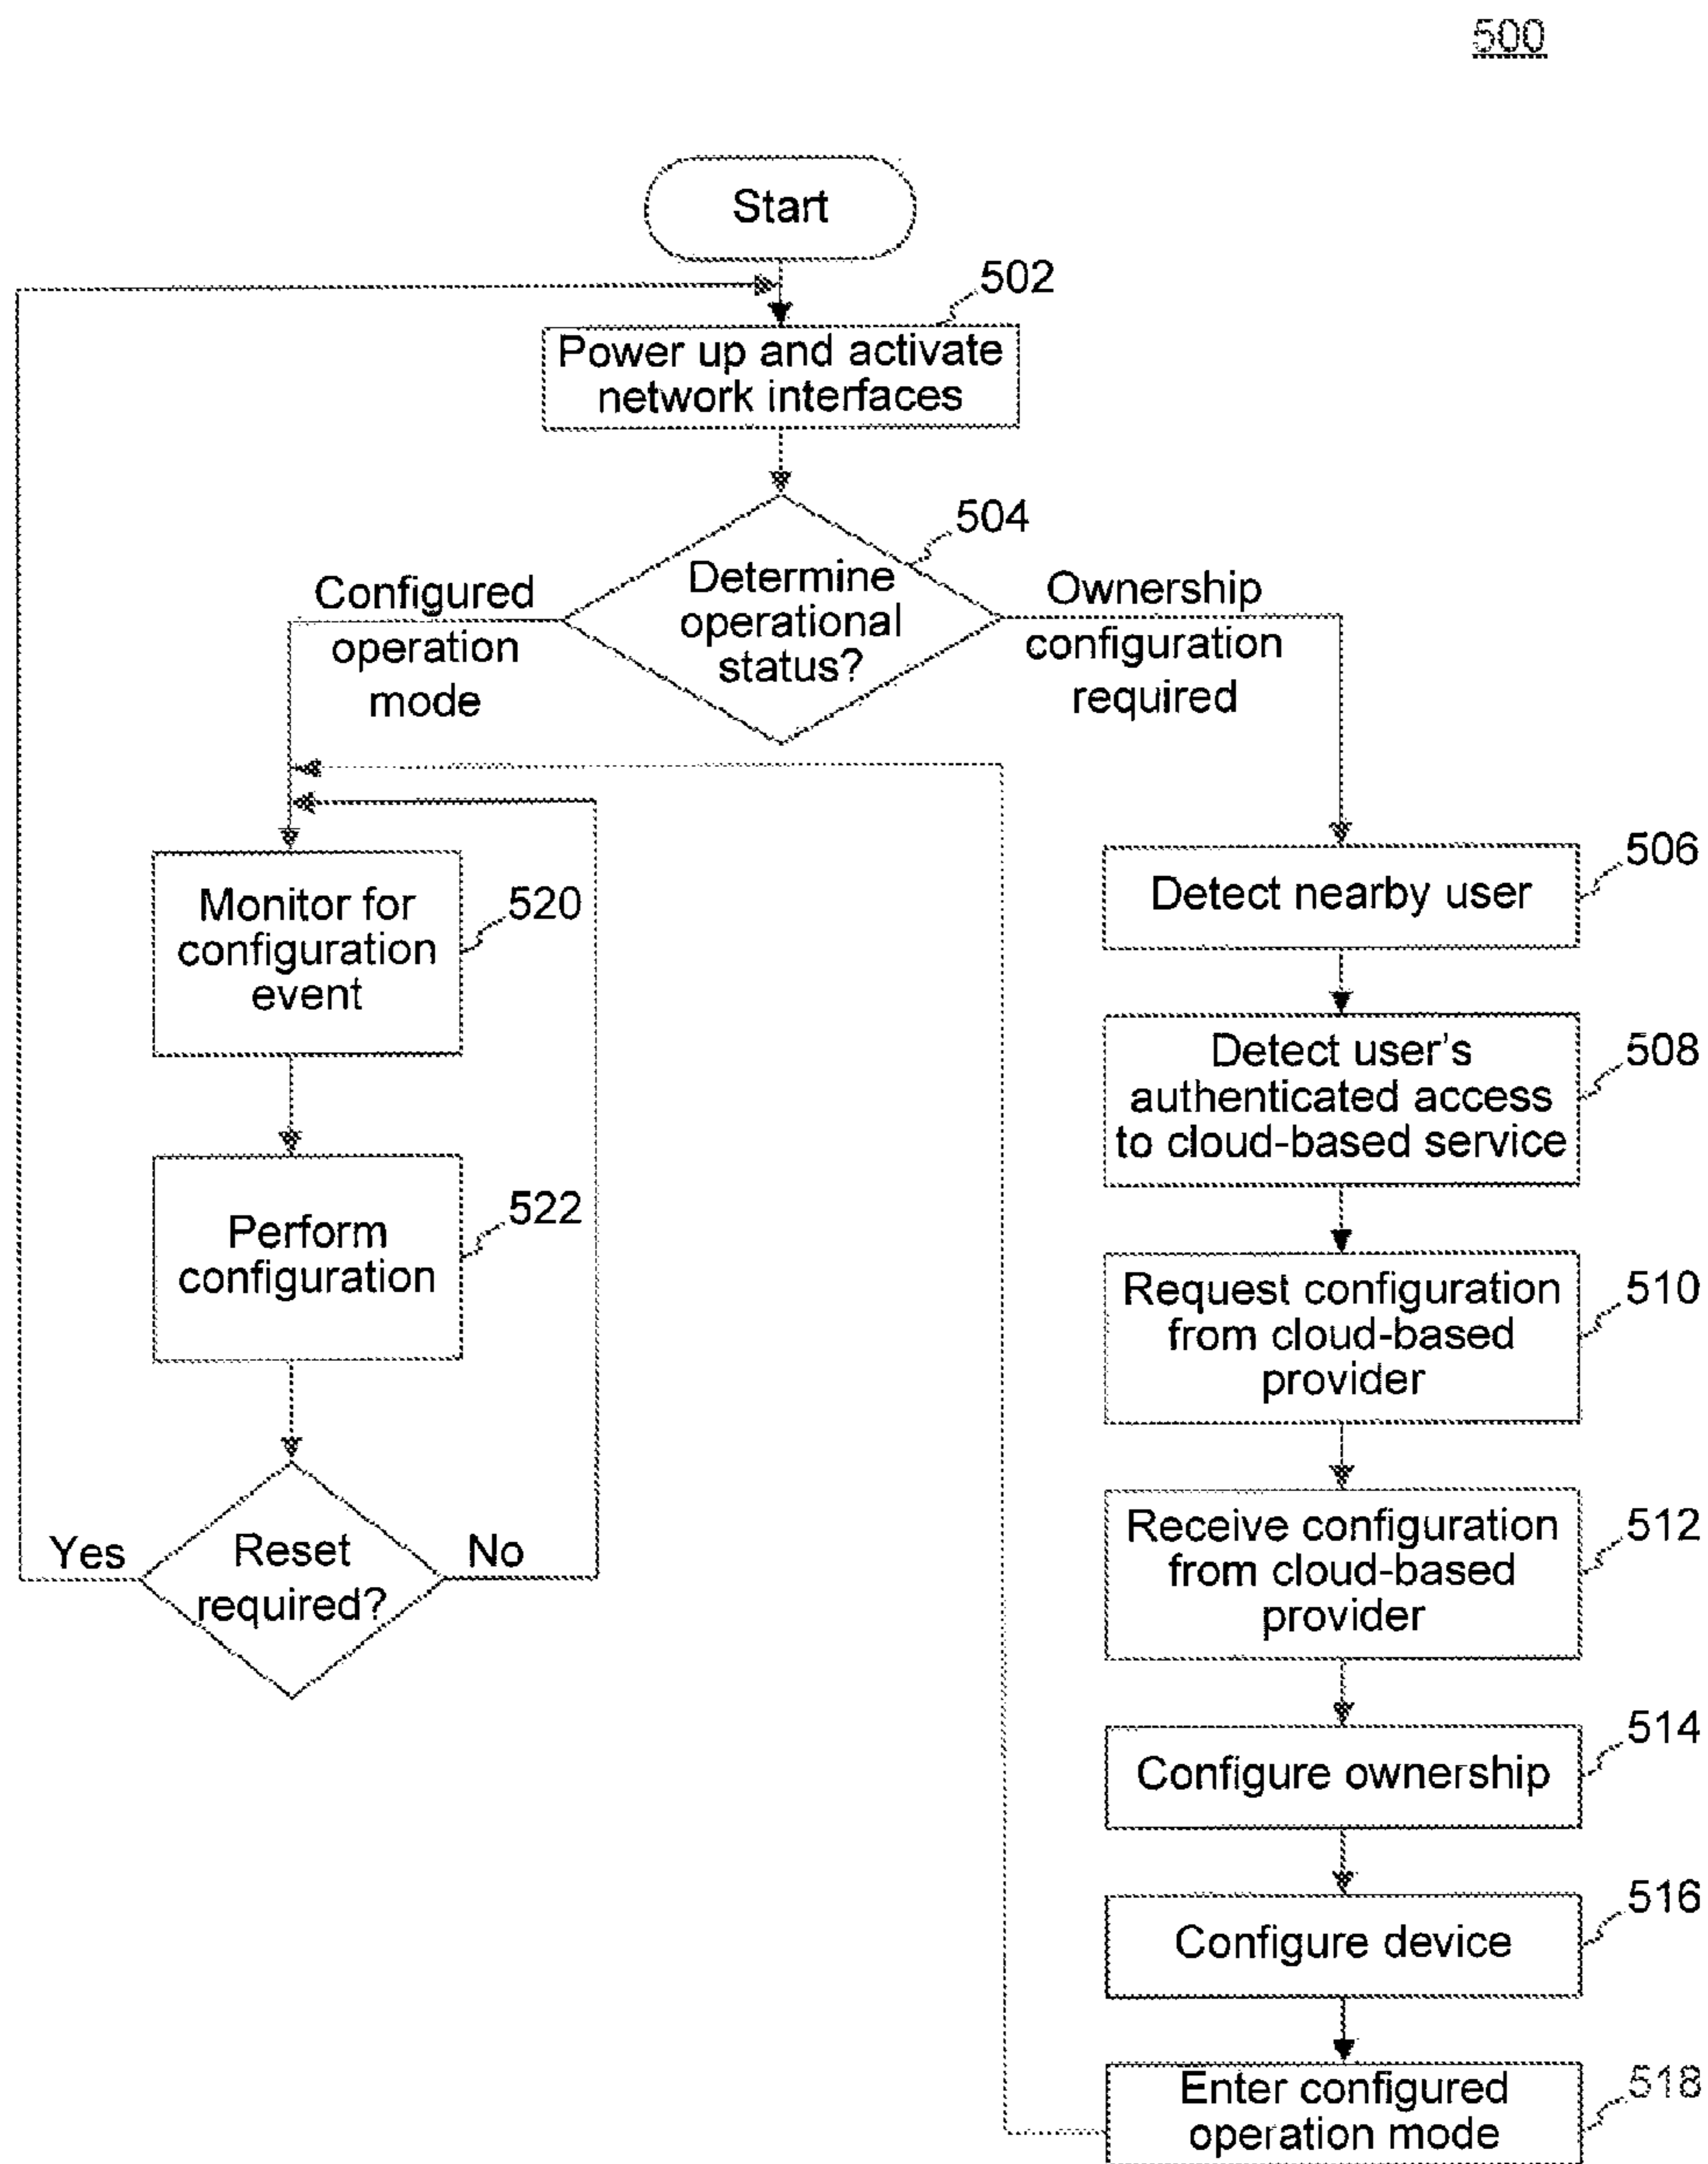 500
Start
502
Power up and activate
network interfaces
504
Determine
operational
status?
Configured
operation
mode
Ownership
configuration
required
506
Detect nearby user
508
Detect user's
authenticated access
to cloud-based service
510
Request configuration
from cloud-based
provider
512
Receive configuration
from cloud-based
provider
514
Configure ownership
516
Configure device
518
Enter configured
operation mode
520
Monitor for
configuration
event
522
Perform
configuration
Reset
required?
Yes
No